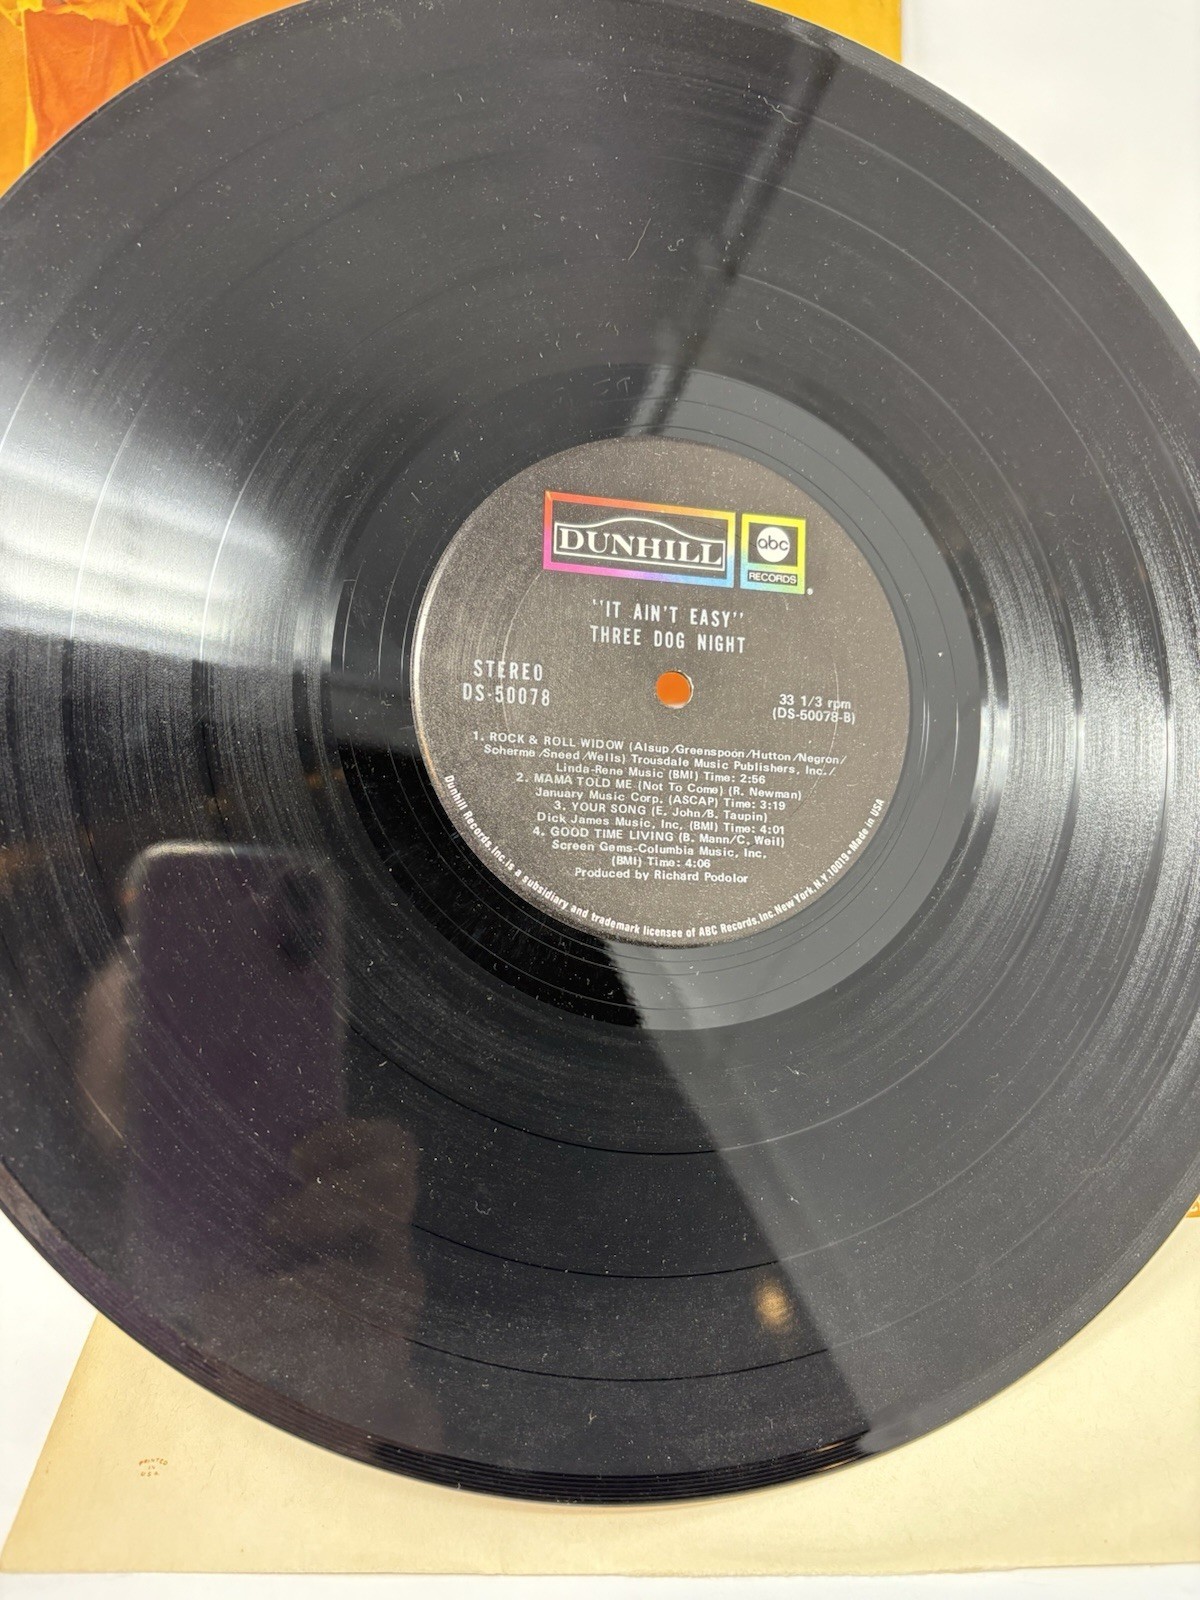 DUNHILL
abc
RECORDS
"IT AIN'T EASY"
THREE DOG NIGHT
STEREO
DS-50078
33 1/3 rpm
(DS-50078-B)
1. ROCK & ROLL WIDOW (Alsup/Greenspoon/Hutton/Negron/
Scherme/Sneed/Wells) Trousdale Music Publishers, Inc./
Linda-Rene Music (BMI) Time: 2:56
2. MAMA TOLD ME (Not To Come) (R. Newman)
January Music Corp. (ASCAP) Time: 3:19
3. YOUR SONG (E. John/B. Taupin)
Dick James Music, Inc. (BMI) Time: 4:01
4. GOOD TIME LIVING (B. Mann/C. Weil)
Screen Gems-Columbia Music, Inc.
(BMI) Time: 4:06
Produced by Richard Podolor
Dunhill Records, Inc. is a subsidiary and trademark licensee of ABC Records, Inc. New York, N.Y. 10019 • Made in USA
PRINTED
IN
U S A